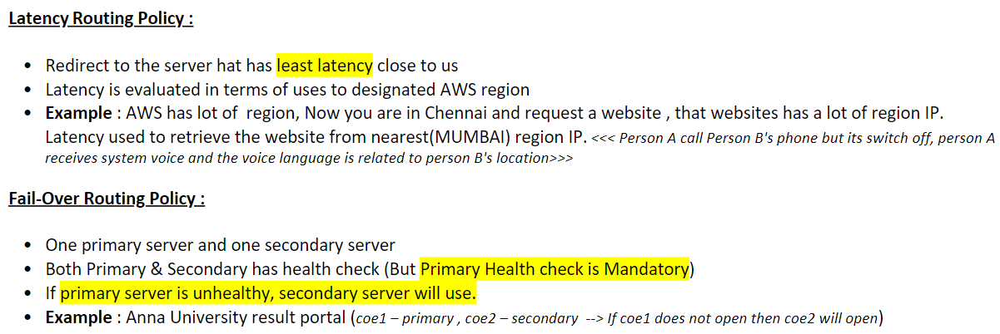 Latency Routing Policy :
• Redirect to the server hat has least latency close to us
• Latency is evaluated in terms of uses to designated AWS region
• Example : AWS has lot of  region, Now you are in Chennai and request a website , that websites has a lot of region IP.
Latency used to retrieve the website from nearest(MUMBAI) region IP. <<< Person A call Person B's phone but its switch off, person A
receives system voice and the voice language is related to person B's location>>>
Fail-Over Routing Policy :
• One primary server and one secondary server
• Both Primary & Secondary has health check (But Primary Health check is Mandatory)
• If primary server is unhealthy, secondary server will use.
• Example : Anna University result portal (coe1 – primary , coe2 – secondary  --> If coe1 does not open then coe2 will open)